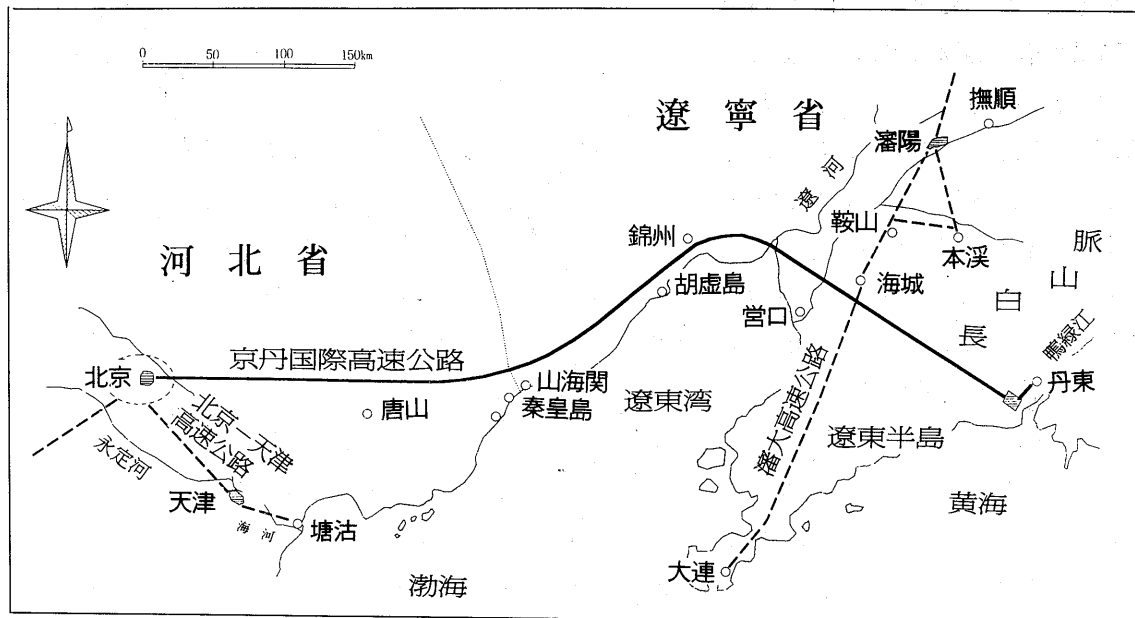 0 50 100 150km
遼寧省
撫順
瀋陽
遼河
鞍山
錦州
本渓
長白山脈
河北省
胡虚島
海城
営口
鴨緑江
京丹国際高速公路
北京
山海関
丹東
唐山
秦皇島
遼東湾
北京―天津
高速公路
瀋大高速公路
遼東半島
永定河
天津
海河
塘沽
黄海
大連
渤海